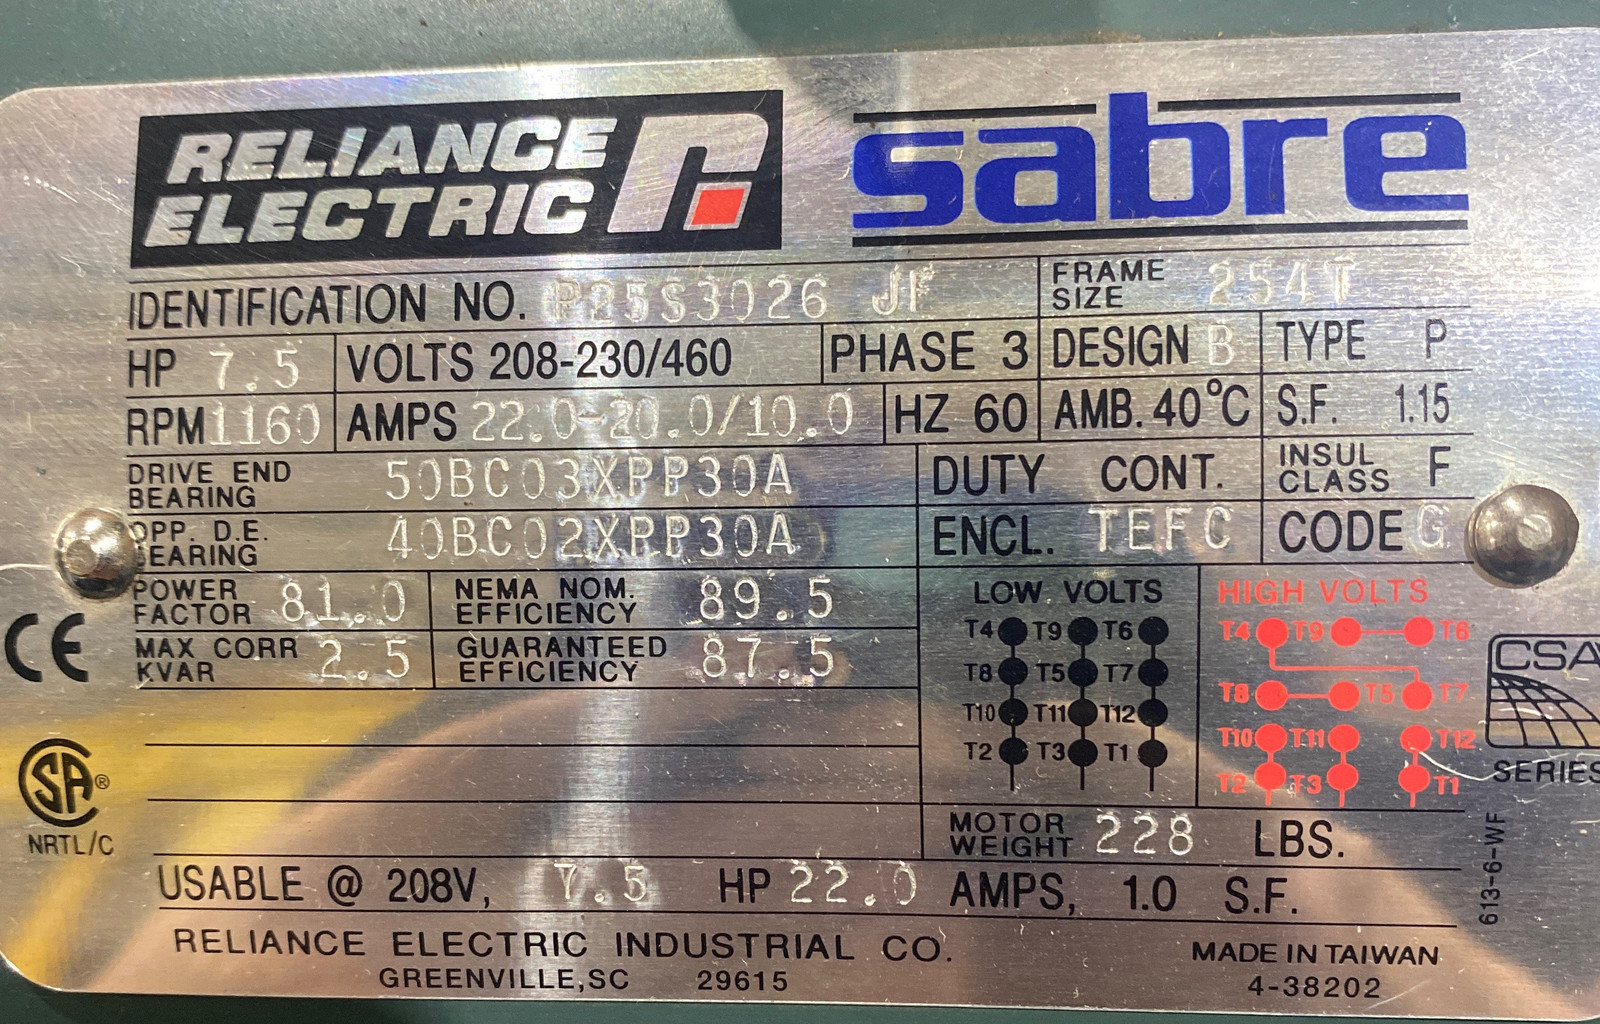 RELIANCE ELECTRIC
sabre
IDENTIFICATION NO. P25S3026 JF
FRAME SIZE 254T
HP 7.5 VOLTS 208-230/460 PHASE 3 DESIGN B TYPE P
RPM 1160 AMPS 22.0-20.0/10.0 HZ 60 AMB. 40°C S.F. 1.15
DRIVE END BEARING 50BC03XPP30A DUTY CONT. INSUL CLASS F
OPP. D.E. BEARING 40BC02XPP30A ENCL. TEFC CODE G
POWER FACTOR 81.0 NEMA NOM. EFFICIENCY 89.5
MAX CORR KVAR 2.5 GUARANTEED EFFICIENCY 87.5
CE
LOW VOLTS
T4 T9 T6
T8 T5 T7
T10 T11 T12
T2 T3 T1
HIGH VOLTS
T4 T9 T6
T8 T5 T7
T10 T11 T12
T2 T3 T1
CSA
SERIES
SA®
NRTL/C
MOTOR WEIGHT 228 LBS.
USABLE @ 208V, 7.5 HP 22.0 AMPS, 1.0 S.F.
613-6-WF
RELIANCE ELECTRIC INDUSTRIAL CO.
GREENVILLE,SC 29615
MADE IN TAIWAN
4-38202